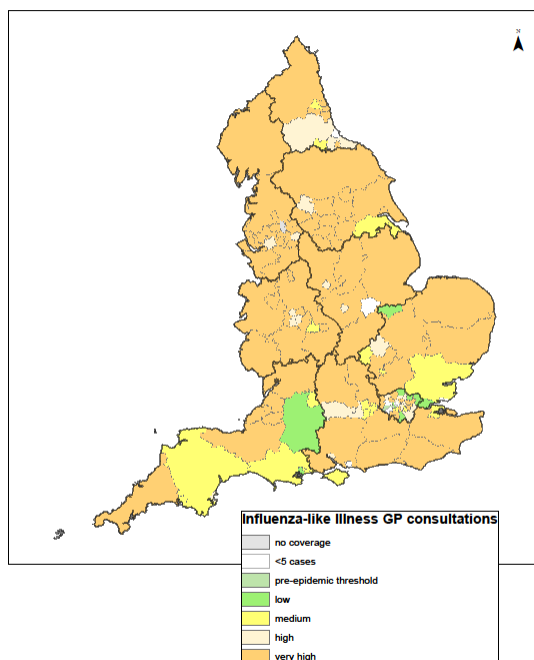 N
Influenza-like Illness GP consultations
no coverage
<5 cases
pre-epidemic threshold
low
medium
high
very high